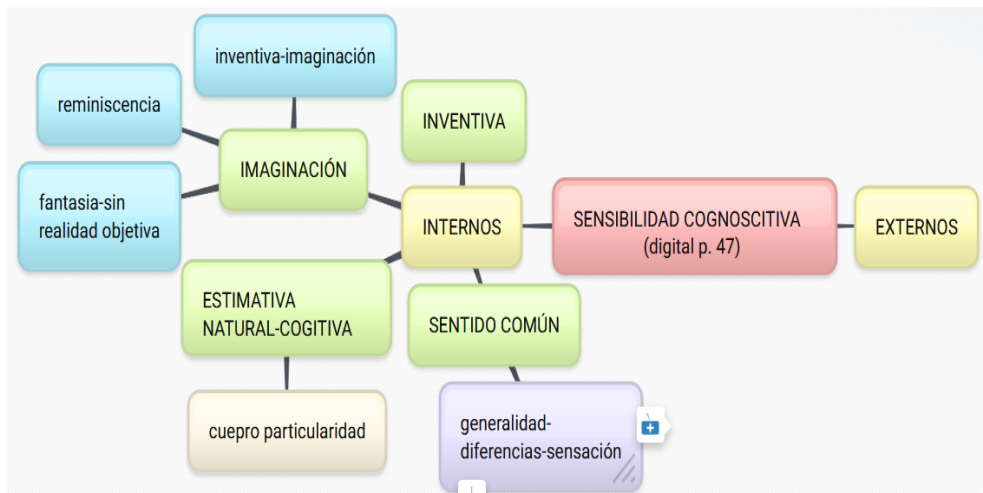 inventiva-imaginación
reminiscencia
INVENTIVA
IMAGINACIÓN
fantasia-sin
realidad objetiva
INTERNOS
SENSIBILIDAD COGNOSCITIVA
(digital p. 47)
EXTERNOS
ESTIMATIVA
NATURAL-COGITIVA
SENTIDO COMÚN
cuepro particularidad
generalidad-
diferencias-sensación